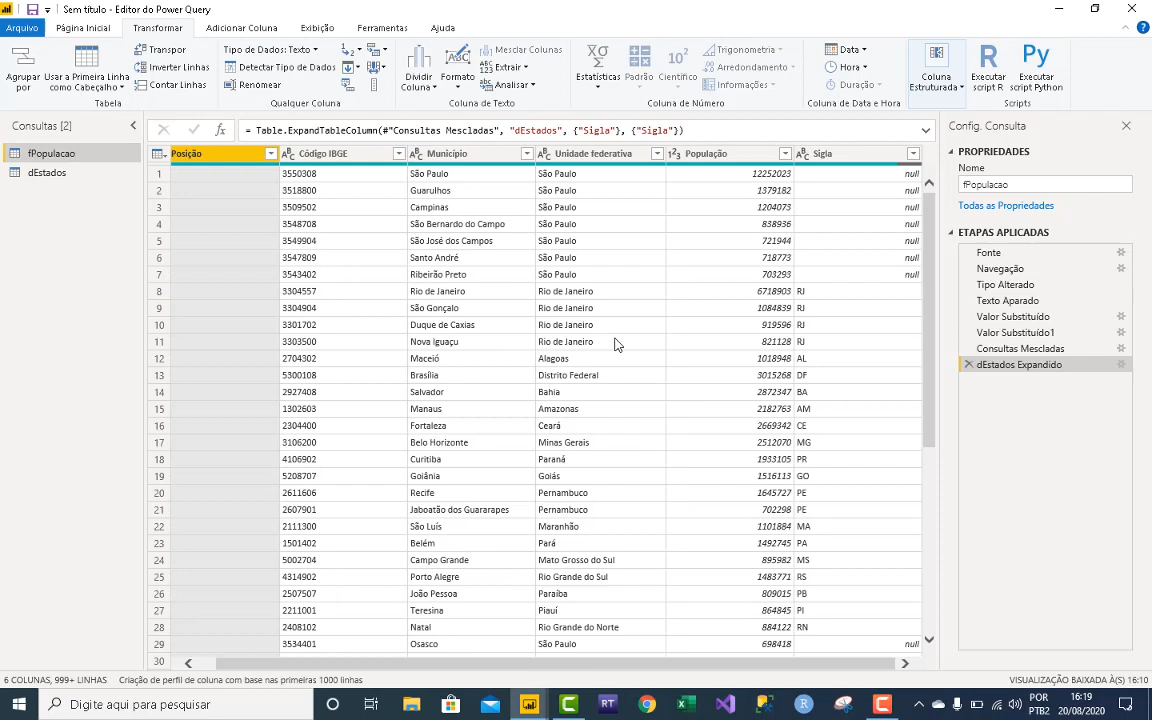 Sem título - Editor do Power Query
Arquivo Página Inicial Transformar Adicionar Coluna Exibição Ferramentas Ajuda
Agrupar por
Usar a Primeira Linha como Cabeçalho
Transpor
Inverter Linhas
Contar Linhas
Tabela
Tipo de Dados: Texto
Detectar Tipo de Dados
Renomear
Qualquer Coluna
Dividir Coluna
Formato
Mesclar Colunas
Extrair
Analisar
Coluna de Texto
Estatísticas
Padrão
Científico
Trigonometria
Arredondamento
Informações
Coluna de Número
Data
Hora
Duração
Coluna de Data e Hora
Coluna Estruturada
Executar script R
Executar script Python
Scripts
Consultas [2]
fPopulacao
dEstados
= Table.ExpandTableColumn(#"Consultas Mescladas", "dEstados", {"Sigla"}, {"Sigla"})
Posição Código IBGE Município Unidade federativa População Sigla
1 3550308 São Paulo São Paulo 12252023 null
2 3518800 Guarulhos São Paulo 1379182 null
3 3509502 Campinas São Paulo 1204073 null
4 3548708 São Bernardo do Campo São Paulo 838936 null
5 3549904 São José dos Campos São Paulo 721944 null
6 3547809 Santo André São Paulo 718773 null
7 3543402 Ribeirão Preto São Paulo 703293 null
8 3304557 Rio de Janeiro Rio de Janeiro 6718903 RJ
9 3304904 São Gonçalo Rio de Janeiro 1084839 RJ
10 3301702 Duque de Caxias Rio de Janeiro 919596 RJ
11 3303500 Nova Iguaçu Rio de Janeiro 821128 RJ
12 2704302 Maceió Alagoas 1018948 AL
13 5300108 Brasília Distrito Federal 3015268 DF
14 2927408 Salvador Bahia 2872347 BA
15 1302603 Manaus Amazonas 2182763 AM
16 2304400 Fortaleza Ceará 2669342 CE
17 3106200 Belo Horizonte Minas Gerais 2512070 MG
18 4106902 Curitiba Paraná 1933105 PR
19 5208707 Goiânia Goiás 1516113 GO
20 2611606 Recife Pernambuco 1645727 PE
21 2607901 Jaboatão dos Guararapes Pernambuco 702298 PE
22 2111300 São Luís Maranhão 1101884 MA
23 1501402 Belém Pará 1492745 PA
24 5002704 Campo Grande Mato Grosso do Sul 895982 MS
25 4314902 Porto Alegre Rio Grande do Sul 1483771 RS
26 2507507 João Pessoa Paraíba 809015 PB
27 2211001 Teresina Piauí 864845 PI
28 2408102 Natal Rio Grande do Norte 884122 RN
29 3534401 Osasco São Paulo 698418 null
30
Config. Consulta
PROPRIEDADES
Nome
fPopulacao
Todas as Propriedades
ETAPAS APLICADAS
Fonte
Navegação
Tipo Alterado
Texto Aparado
Valor Substituído
Valor Substituído1
Consultas Mescladas
dEstados Expandido
6 COLUNAS, 999+ LINHAS Criação de perfil de coluna com base nas primeiras 1000 linhas VISUALIZAÇÃO BAIXADA À(S) 16:10
Digite aqui para pesquisar
POR
PTB2
16:19
20/08/2020